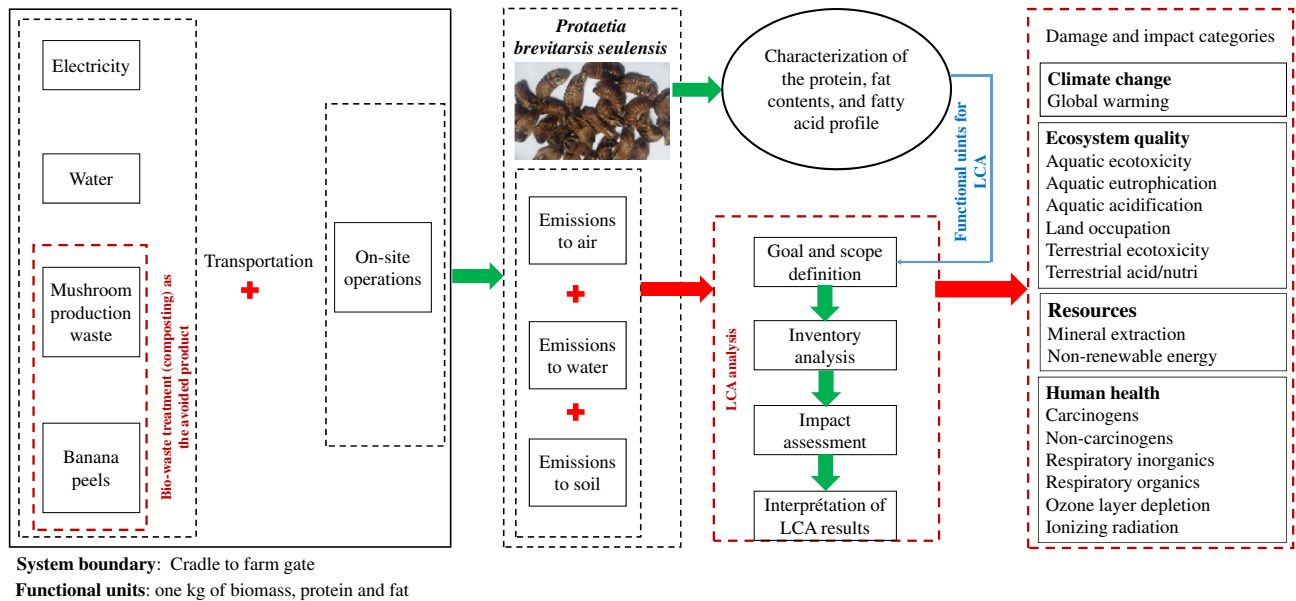 Electricity
Water
Mushroom
production
waste
Banana
peels
Bio-waste treatment (composting) as
the avoided product
Transportation
On-site
operations
Protaetia
brevitarsis seulensis
Emissions
to air
Emissions
to water
Emissions
to soil
Characterization of
the protein, fat
contents, and fatty
acid profile
Functional uints for
LCA
LCA analysis
Goal and scope
definition
Inventory
analysis
Impact
assessment
Interprétation of
LCA results
Damage and impact categories
Climate change
Global warming
Ecosystem quality
Aquatic ecotoxicity
Aquatic eutrophication
Aquatic acidification
Land occupation
Terrestrial ecotoxicity
Terrestrial acid/nutri
Resources
Mineral extraction
Non-renewable energy
Human health
Carcinogens
Non-carcinogens
Respiratory inorganics
Respiratory organics
Ozone layer depletion
Ionizing radiation
System boundary: Cradle to farm gate
Functional units: one kg of biomass, protein and fat